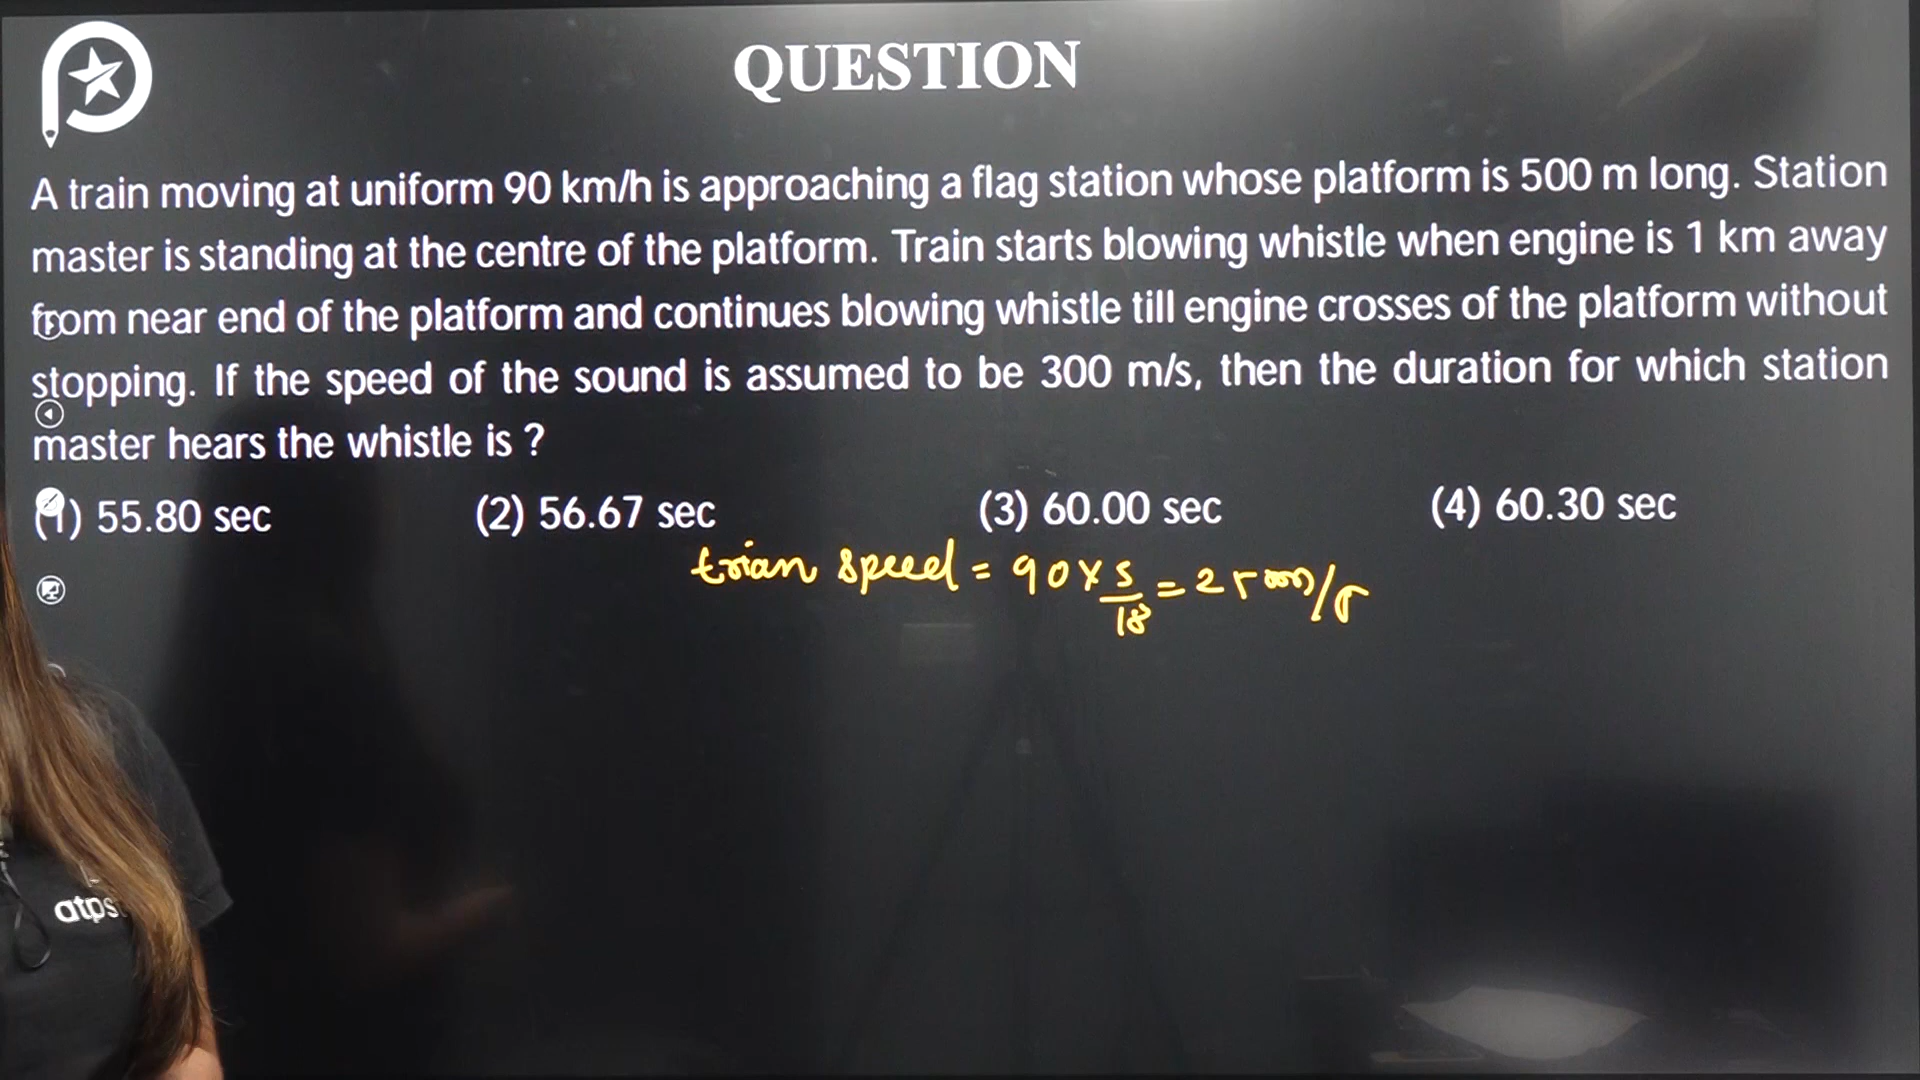 QUESTION
A train moving at uniform 90 km/h is approaching a flag station whose platform is 500 m long. Station
master is standing at the centre of the platform. Train starts blowing whistle when engine is 1 km away
from near end of the platform and continues blowing whistle till engine crosses of the platform without
stopping. If the speed of the sound is assumed to be 300 m/s, then the duration for which station
master hears the whistle is ?
(1) 55.80 sec (2) 56.67 sec (3) 60.00 sec (4) 60.30 sec
trian speed = 90 x 5/18 = 25 m/s
atps